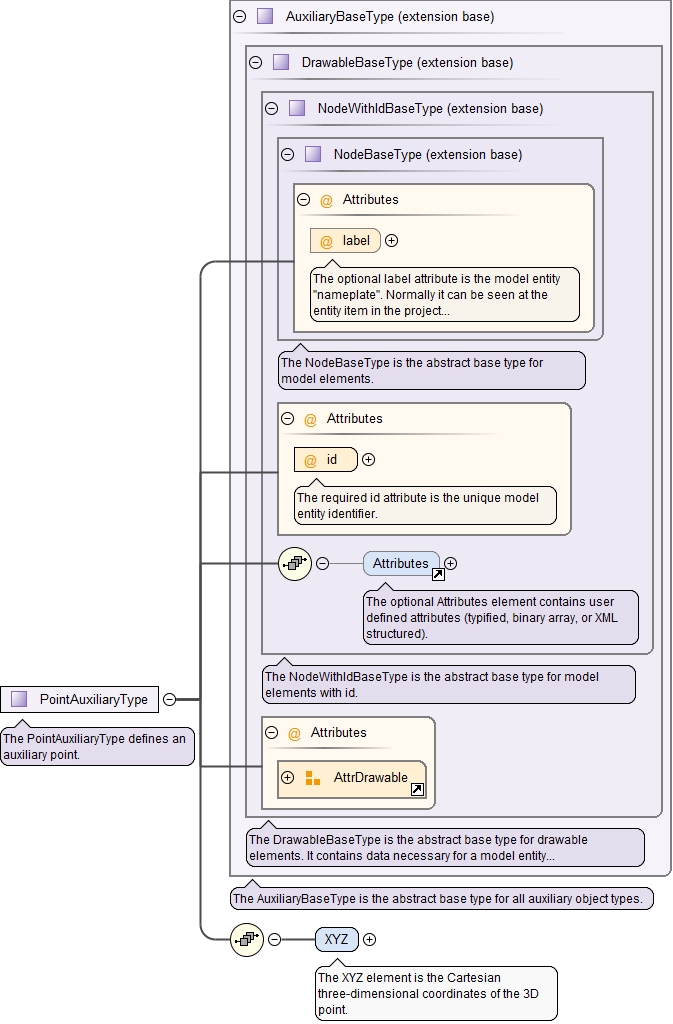 AuxiliaryBaseType (extension base)
DrawableBaseType (extension base)
NodeWithIdBaseType (extension base)
NodeBaseType (extension base)
@ Attributes
@ label
The optional label attribute is the model entity
"nameplate". Normally it can be seen at the
entity item in the project...
The NodeBaseType is the abstract base type for
model elements.
@ Attributes
@ id
The required id attribute is the unique model
entity identifier.
Attributes
The optional Attributes element contains user
defined attributes (typified, binary array, or XML
structured).
The NodeWithIdBaseType is the abstract base type for model
elements with id.
PointAuxiliaryType
The PointAuxiliaryType defines an
auxiliary point.
@ Attributes
AttrDrawable
The DrawableBaseType is the abstract base type for drawable
elements. It contains data necessary for a model entity...
The AuxiliaryBaseType is the abstract base type for all auxiliary object types.
XYZ
The XYZ element is the Cartesian
three-dimensional coordinates of the 3D
point.